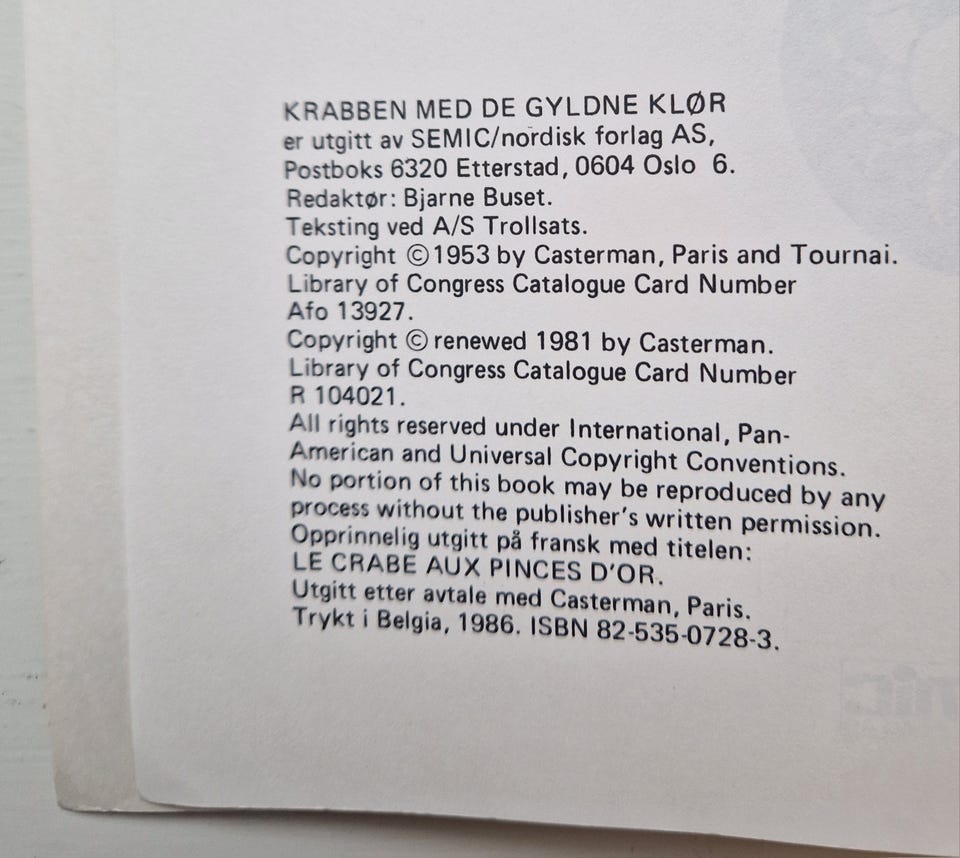 KRABBEN MED DE GYLDNE KLØR
er utgitt av SEMIC/nordisk forlag AS,
Postboks 6320 Etterstad, 0604 Oslo 6.
Redaktør: Bjarne Buset.
Teksting ved A/S Trollsats.
Copyright ©1953 by Casterman, Paris and Tournai.
Library of Congress Catalogue Card Number
Afo 13927.
Copyright © renewed 1981 by Casterman.
Library of Congress Catalogue Card Number
R 104021.
All rights reserved under International, Pan-
American and Universal Copyright Conventions.
No portion of this book may be reproduced by any
process without the publisher's written permission.
Opprinnelig utgitt på fransk med titelen:
LE CRABE AUX PINCES D'OR.
Utgitt etter avtale med Casterman, Paris.
Trykt i Belgia, 1986. ISBN 82-535-0728-3.